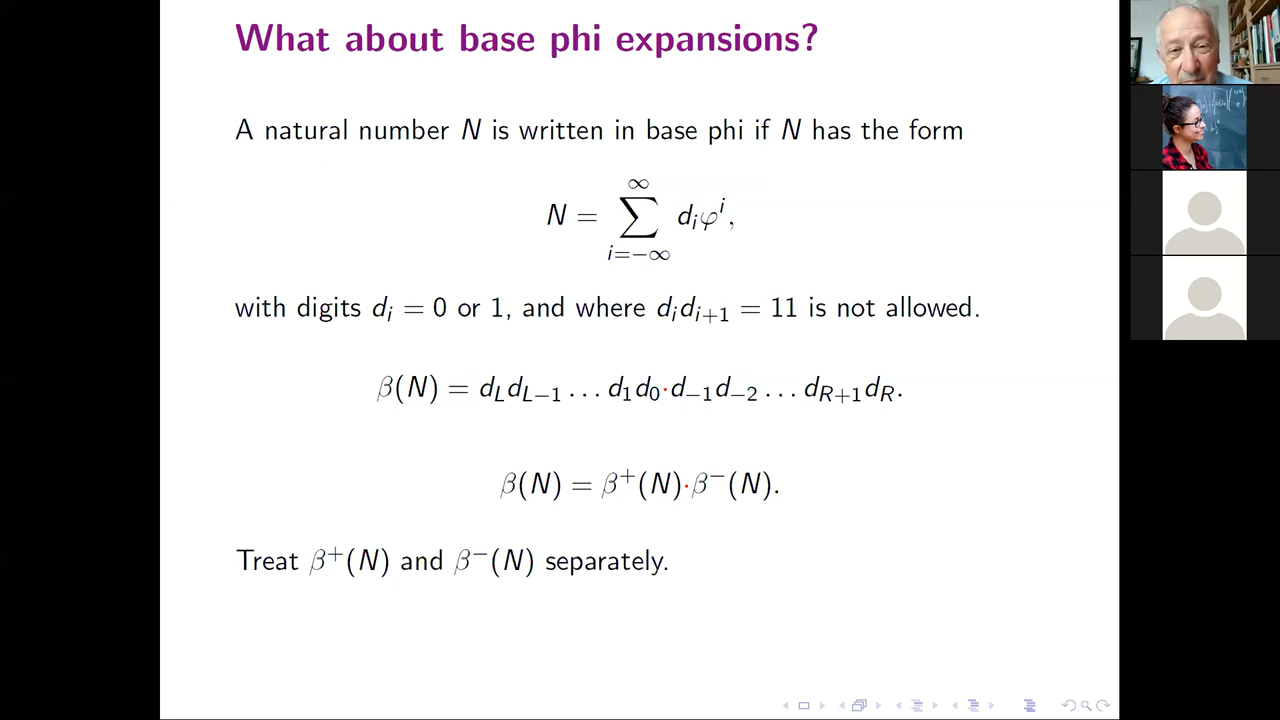 What about base phi expansions?
A natural number N is written in base phi if N has the form
N = ∑_{i=−∞}^{∞} d_i φ^i,
with digits d_i = 0 or 1, and where d_i d_{i+1} = 11 is not allowed.
β(N) = d_L d_{L−1} … d_1 d_0 · d_{−1} d_{−2} … d_{R+1} d_R.
β(N) = β⁺(N) · β⁻(N).
Treat β⁺(N) and β⁻(N) separately.